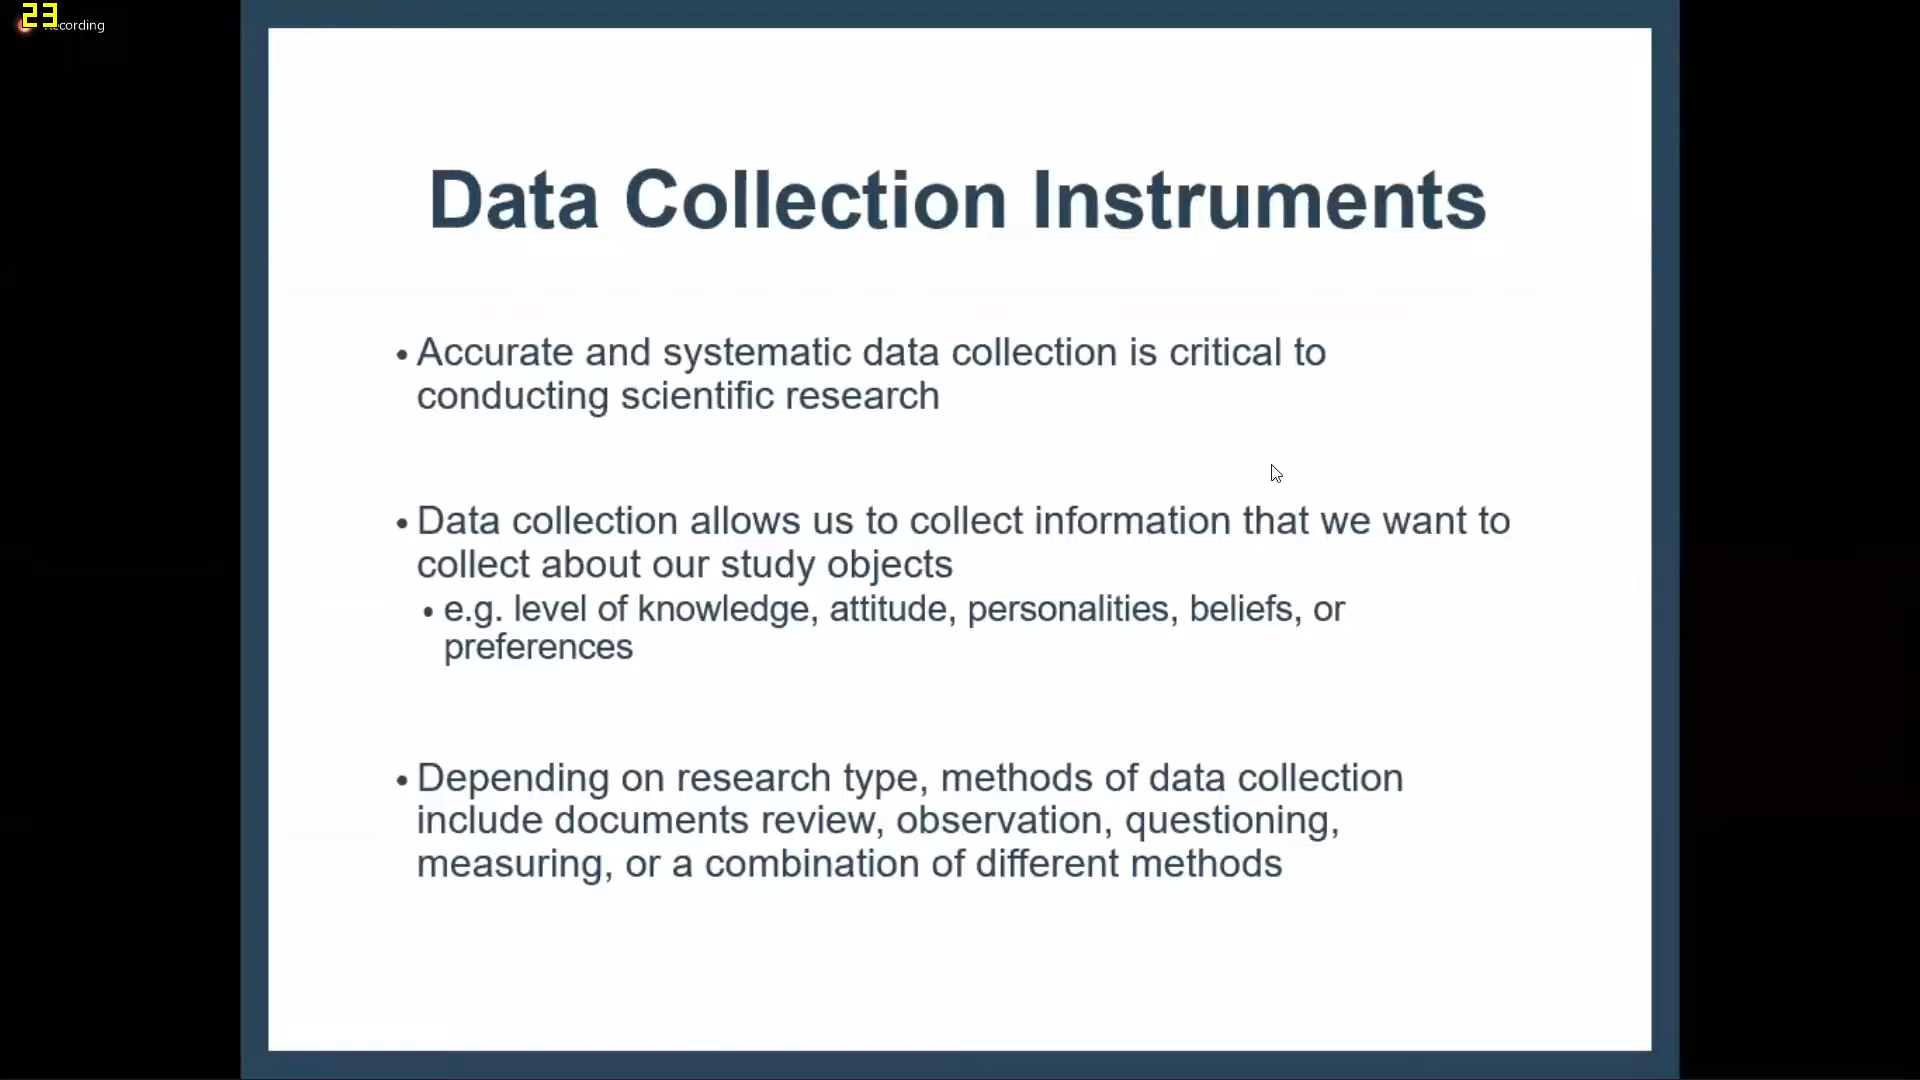 23
Recording
Data Collection Instruments
• Accurate and systematic data collection is critical to
conducting scientific research
• Data collection allows us to collect information that we want to
collect about our study objects
• e.g. level of knowledge, attitude, personalities, beliefs, or
preferences
• Depending on research type, methods of data collection
include documents review, observation, questioning,
measuring, or a combination of different methods